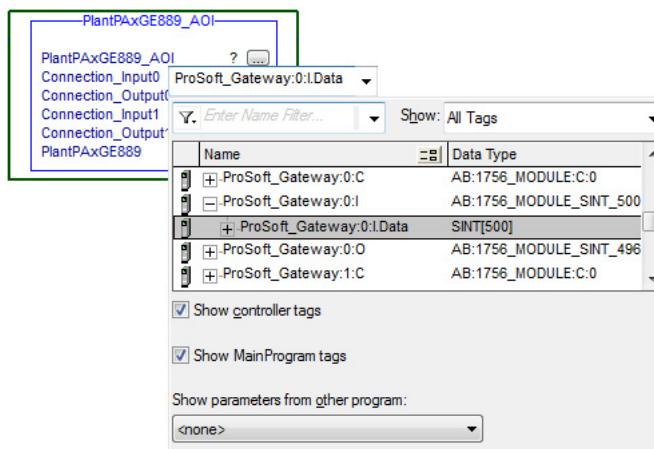 PlantPAxGE889_AOI
PlantPAxGE889_AOI ? ...
Connection_Input0
Connection_Output0
Connection_Input1
Connection_Output1
PlantPAxGE889
ProSoft_Gateway:0:I.Data
Enter Name Filter... Show: All Tags
Name Data Type
ProSoft_Gateway:0:C AB:1756_MODULE:C:0
ProSoft_Gateway:0:I AB:1756_MODULE_SINT_500
ProSoft_Gateway:0:I.Data SINT[500]
ProSoft_Gateway:0:O AB:1756_MODULE_SINT_496
ProSoft_Gateway:1:C AB:1756_MODULE:C:0
Show controller tags
Show MainProgram tags
Show parameters from other program:
<none>